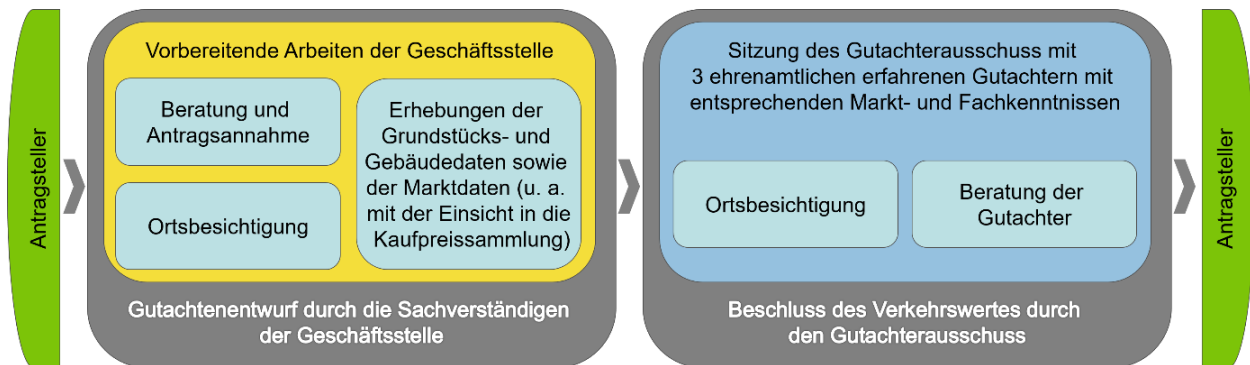 Antragsteller
Vorbereitende Arbeiten der Geschäftsstelle
Beratung und
Antragsannahme
Ortsbesichtigung
Erhebungen der
Grundstücks- und
Gebäudedaten sowie
der Marktdaten (u. a.
mit der Einsicht in die
Kaufpreissammlung)
Gutachtenentwurf durch die Sachverständigen
der Geschäftsstelle
Sitzung des Gutachterausschuss mit
3 ehrenamtlichen erfahrenen Gutachtern mit
entsprechenden Markt- und Fachkenntnissen
Ortsbesichtigung
Beratung der
Gutachter
Beschluss des Verkehrswertes durch
den Gutachterausschuss
Antragsteller